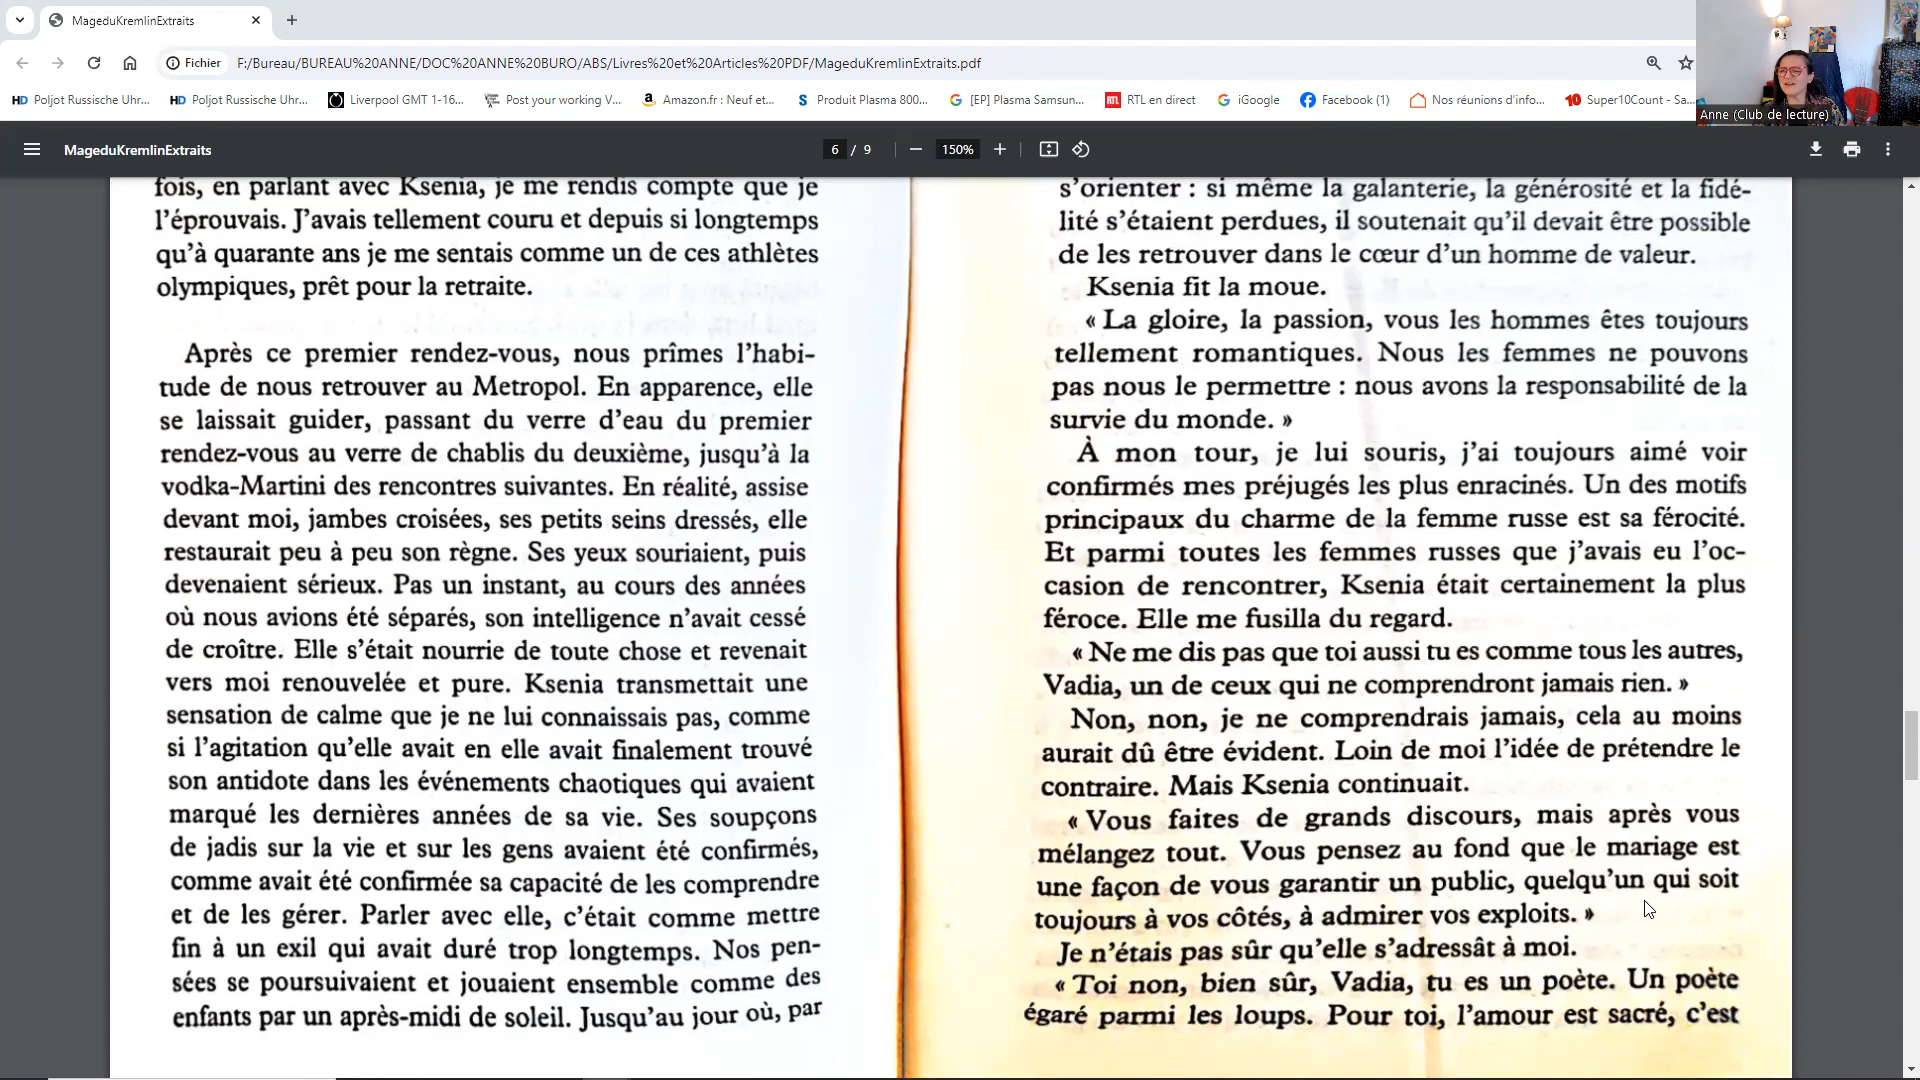 MageduKremlinExtraits
Fichier
F:/Bureau/BUREAU%20ANNE/DOC%20ANNE%20BURO/ABS/Livres%20et%20Articles%20PDF/MageduKremlinExtraits.pdf
HD Poljot Russische Uhr...
HD Poljot Russische Uhr...
Liverpool GMT 1-16...
Post your working V...
Amazon.fr : Neuf et...
S Produit Plasma 800...
[EP] Plasma Samsun...
RTL RTL en direct
iGoogle
Facebook (1)
Nos réunions d'info...
10 Super10Count - Sa...
Anne (Club de lecture)
MageduKremlinExtraits
6 / 9
150%
fois, en parlant avec Ksenia, je me rendis compte que je
l'éprouvais. J'avais tellement couru et depuis si longtemps
qu'à quarante ans je me sentais comme un de ces athlètes
olympiques, prêt pour la retraite.
Après ce premier rendez-vous, nous prîmes l'habi-
tude de nous retrouver au Metropol. En apparence, elle
se laissait guider, passant du verre d'eau du premier
rendez-vous au verre de chablis du deuxième, jusqu'à la
vodka-Martini des rencontres suivantes. En réalité, assise
devant moi, jambes croisées, ses petits seins dressés, elle
restaurait peu à peu son règne. Ses yeux souriaient, puis
devenaient sérieux. Pas un instant, au cours des années
où nous avions été séparés, son intelligence n'avait cessé
de croître. Elle s'était nourrie de toute chose et revenait
vers moi renouvelée et pure. Ksenia transmettait une
sensation de calme que je ne lui connaissais pas, comme
si l'agitation qu'elle avait en elle avait finalement trouvé
son antidote dans les événements chaotiques qui avaient
marqué les dernières années de sa vie. Ses soupçons
de jadis sur la vie et sur les gens avaient été confirmés,
comme avait été confirmée sa capacité de les comprendre
et de les gérer. Parler avec elle, c'était comme mettre
fin à un exil qui avait duré trop longtemps. Nos pen-
sées se poursuivaient et jouaient ensemble comme des
enfants par un après-midi de soleil. Jusqu'au jour où, par
s'orienter : si même la galanterie, la générosité et la fidé-
lité s'étaient perdues, il soutenait qu'il devait être possible
de les retrouver dans le cœur d'un homme de valeur.
Ksenia fit la moue.
« La gloire, la passion, vous les hommes êtes toujours
tellement romantiques. Nous les femmes ne pouvons
pas nous le permettre : nous avons la responsabilité de la
survie du monde. »
À mon tour, je lui souris, j'ai toujours aimé voir
confirmés mes préjugés les plus enracinés. Un des motifs
principaux du charme de la femme russe est sa férocité.
Et parmi toutes les femmes russes que j'avais eu l'oc-
casion de rencontrer, Ksenia était certainement la plus
féroce. Elle me fusilla du regard.
« Ne me dis pas que toi aussi tu es comme tous les autres,
Vadia, un de ceux qui ne comprendront jamais rien. »
Non, non, je ne comprendrais jamais, cela au moins
aurait dû être évident. Loin de moi l'idée de prétendre le
contraire. Mais Ksenia continuait.
« Vous faites de grands discours, mais après vous
mélangez tout. Vous pensez au fond que le mariage est
une façon de vous garantir un public, quelqu'un qui soit
toujours à vos côtés, à admirer vos exploits. »
Je n'étais pas sûr qu'elle s'adressât à moi.
« Toi non, bien sûr, Vadia, tu es un poète. Un poète
égaré parmi les loups. Pour toi, l'amour est sacré, c'est